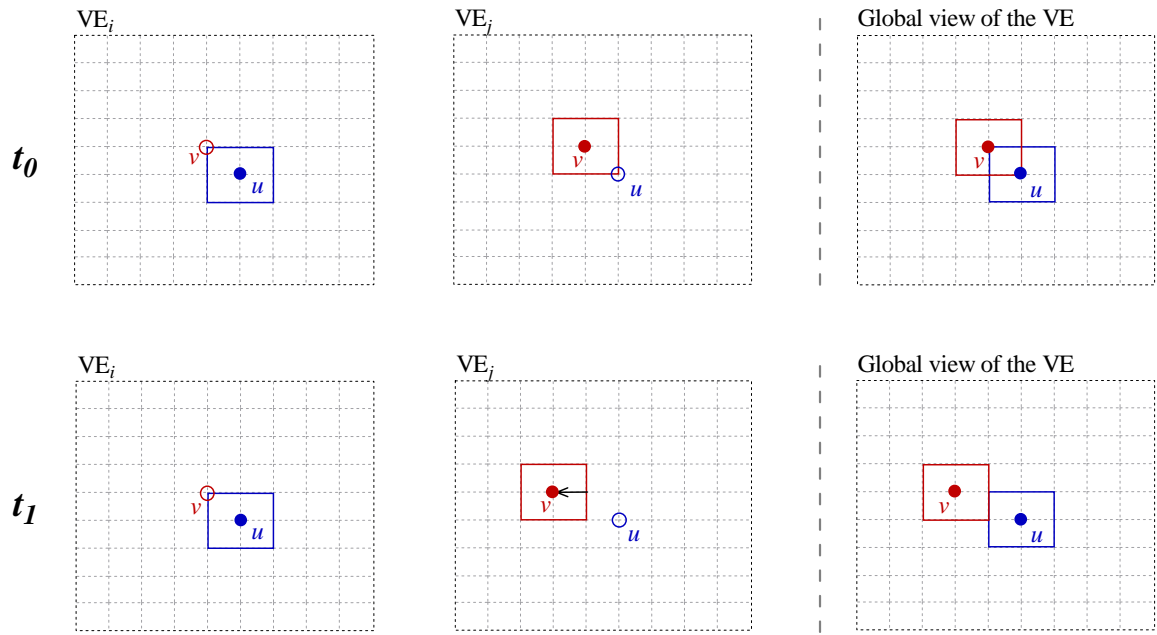 VEi VEj Global view of the VE
t0
v u v u v u
VEi VEj Global view of the VE
t1
v u v u v u